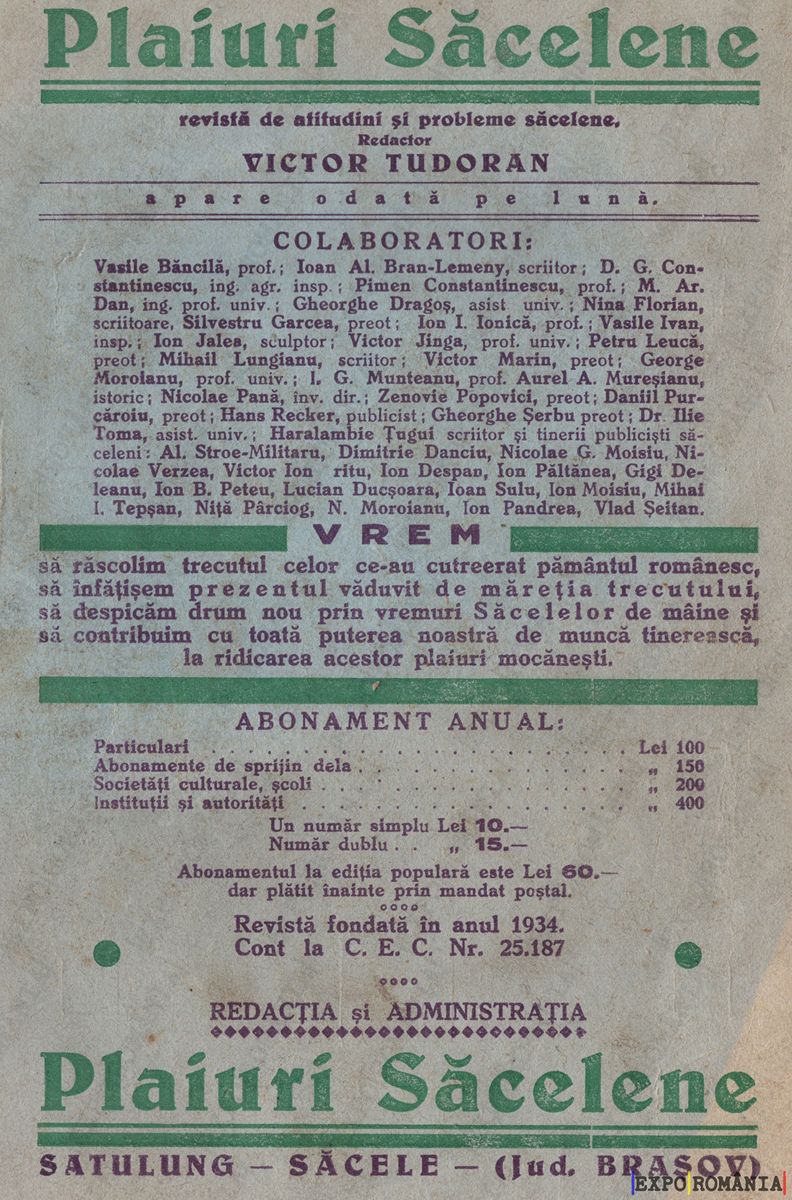 Plaiuri Săcelene
revistă de atitudini și probleme săcelene.
Redactor
VICTOR TUDORAN
apare odată pe lună.
COLABORATORI:
Vasile Băncilă, prof.; Ioan Al. Bran-Lemeny, scriitor; D. G. Con-
stantinescu, ing. agr. insp.; Pimen Constantinescu, prof.; M. Ar.
Dan, ing. prof. univ.; Gheorghe Dragoș, asist univ.; Nina Florian,
scriitoare, Silvestru Garcea, preot; Ion I. Ionică, prof.; Vasile Ivan,
insp.; Ion Jalea, sculptor; Victor Jinga, prof. univ.; Petru Leucă,
preot; Mihail Lungianu, scriitor; Victor Marin, preot; George
Moroianu, prof. univ.; I. G. Munteanu, prof. Aurel A. Mureșianu,
istoric; Nicolae Pană, înv. dir.; Zenovie Popovici, preot; Daniil Pur-
căroiu, preot; Hans Recker, publicist; Gheorghe Șerbu preot; Dr. Ilie
Toma, asist. univ.; Haralambie Țugui scriitor și tinerii publiciști să-
celeni: Al. Stroe-Militaru, Dimitrie Danciu, Nicolae G. Moisiu, Ni-
colae Verzea, Victor Ion ritu, Ion Despan, Ion Păltănea, Gigi De-
leanu, Ion B. Peteu, Lucian Ducșoara, Ioan Sulu, Ion Moisiu, Mihai
I. Tepșan, Niță Pârciog, N. Moroianu, Ion Pandrea, Vlad Șeitan.
VREM
să răscolim trecutul celor ce-au cutreerat pământul românesc,
să înfățișem prezentul văduvit de măreția trecutului,
să despicăm drum nou prin vremuri Săcelelor de mâine și
să contribuim cu toată puterea noastră de muncă tinerească,
la ridicarea acestor plaiuri mocănești.
ABONAMENT ANUAL:
Particulari . . . . . . . . . . . . . . . . . . . . Lei 100
Abonamente de sprijin dela . . . . . . . . . . . . . „ 150
Societăți culturale, școli . . . . . . . . . . . . . . „ 200
Instituții și autorități . . . . . . . . . . . . . . . „ 400
Un număr simplu Lei 10.—
Număr dublu . . „ 15.—
Abonamentul la ediția populară este Lei 60.—
dar plătit înainte prin mandat poștal.
Revistă fondată în anul 1934.
Cont la C. E. C. Nr. 25.187
REDACȚIA și ADMINISTRAȚIA
Plaiuri Săcelene
SATULUNG — SĂCELE — (Jud. BRAȘOV)
EXPO ROMÂNIA